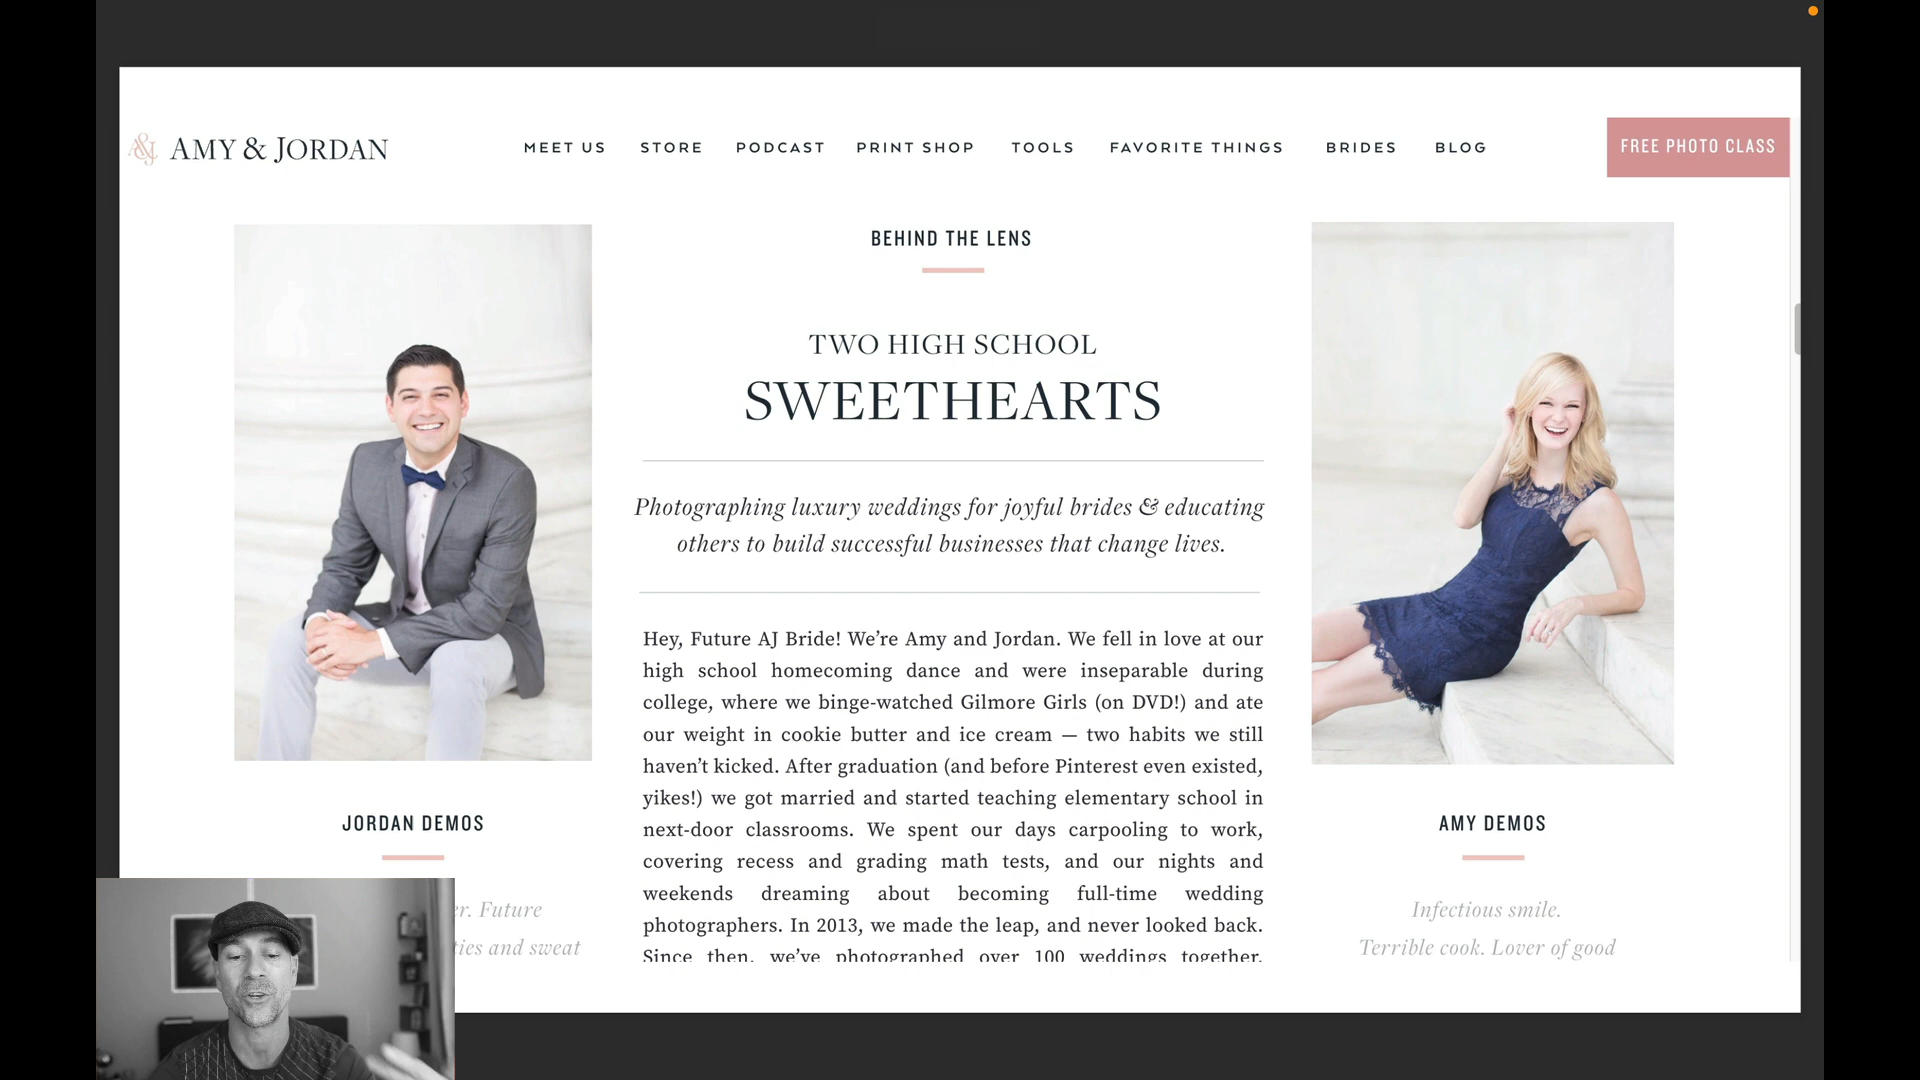 AMY & JORDAN
MEET US STORE PODCAST PRINT SHOP TOOLS FAVORITE THINGS BRIDES BLOG
FREE PHOTO CLASS
BEHIND THE LENS
TWO HIGH SCHOOL
SWEETHEARTS
Photographing luxury weddings for joyful brides & educating
others to build successful businesses that change lives.
Hey, Future AJ Bride! We’re Amy and Jordan. We fell in love at our
high school homecoming dance and were inseparable during
college, where we binge-watched Gilmore Girls (on DVD!) and ate
our weight in cookie butter and ice cream — two habits we still
haven’t kicked. After graduation (and before Pinterest even existed,
yikes!) we got married and started teaching elementary school in
next-door classrooms. We spent our days carpooling to work,
covering recess and grading math tests, and our nights and
weekends dreaming about becoming full-time wedding
photographers. In 2013, we made the leap, and never looked back.
Since then, we’ve photographed over 100 weddings together,
JORDAN DEMOS
Future
and sweat
AMY DEMOS
Infectious smile.
Terrible cook. Lover of good